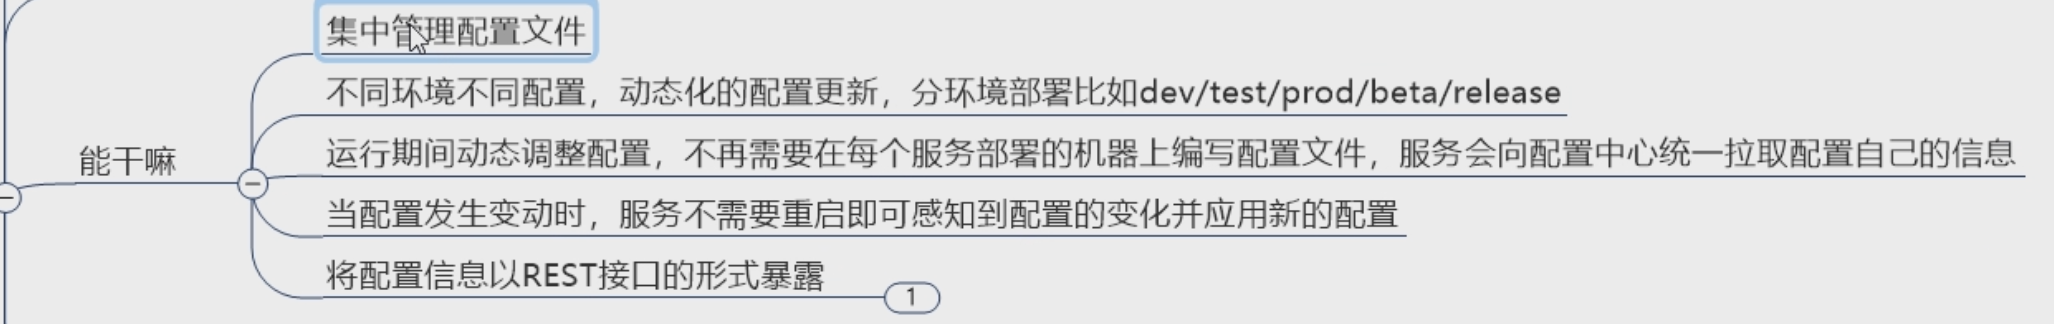 集中管理配置文件
不同环境不同配置，动态化的配置更新，分环境部署比如dev/test/prod/beta/release
能干嘛
运行期间动态调整配置，不再需要在每个服务部署的机器上编写配置文件，服务会向配置中心统一拉取配置自己的信息
当配置发生变动时，服务不需要重启即可感知到配置的变化并应用新的配置
将配置信息以REST接口的形式暴露
1